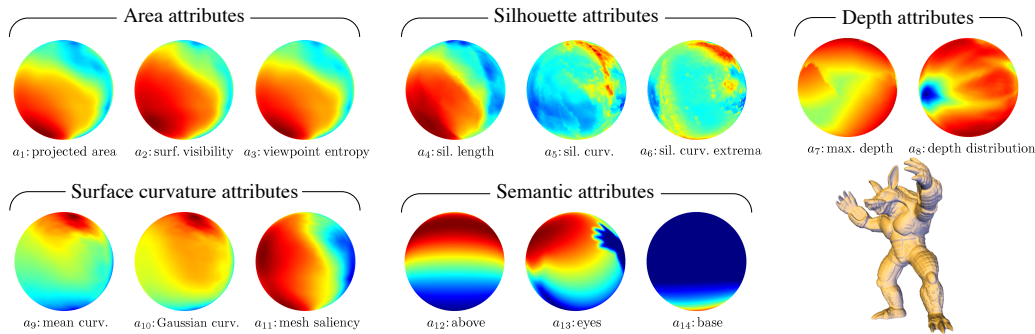 Area attributes
Silhouette attributes
Depth attributes
a1: projected area
a2: surf. visibility
a3: viewpoint entropy
a4: sil. length
a5: sil. curv.
a6: sil. curv. extrema
a7: max. depth
a8: depth distribution
Surface curvature attributes
Semantic attributes
a9: mean curv.
a10: Gaussian curv.
a11: mesh saliency
a12: above
a13: eyes
a14: base